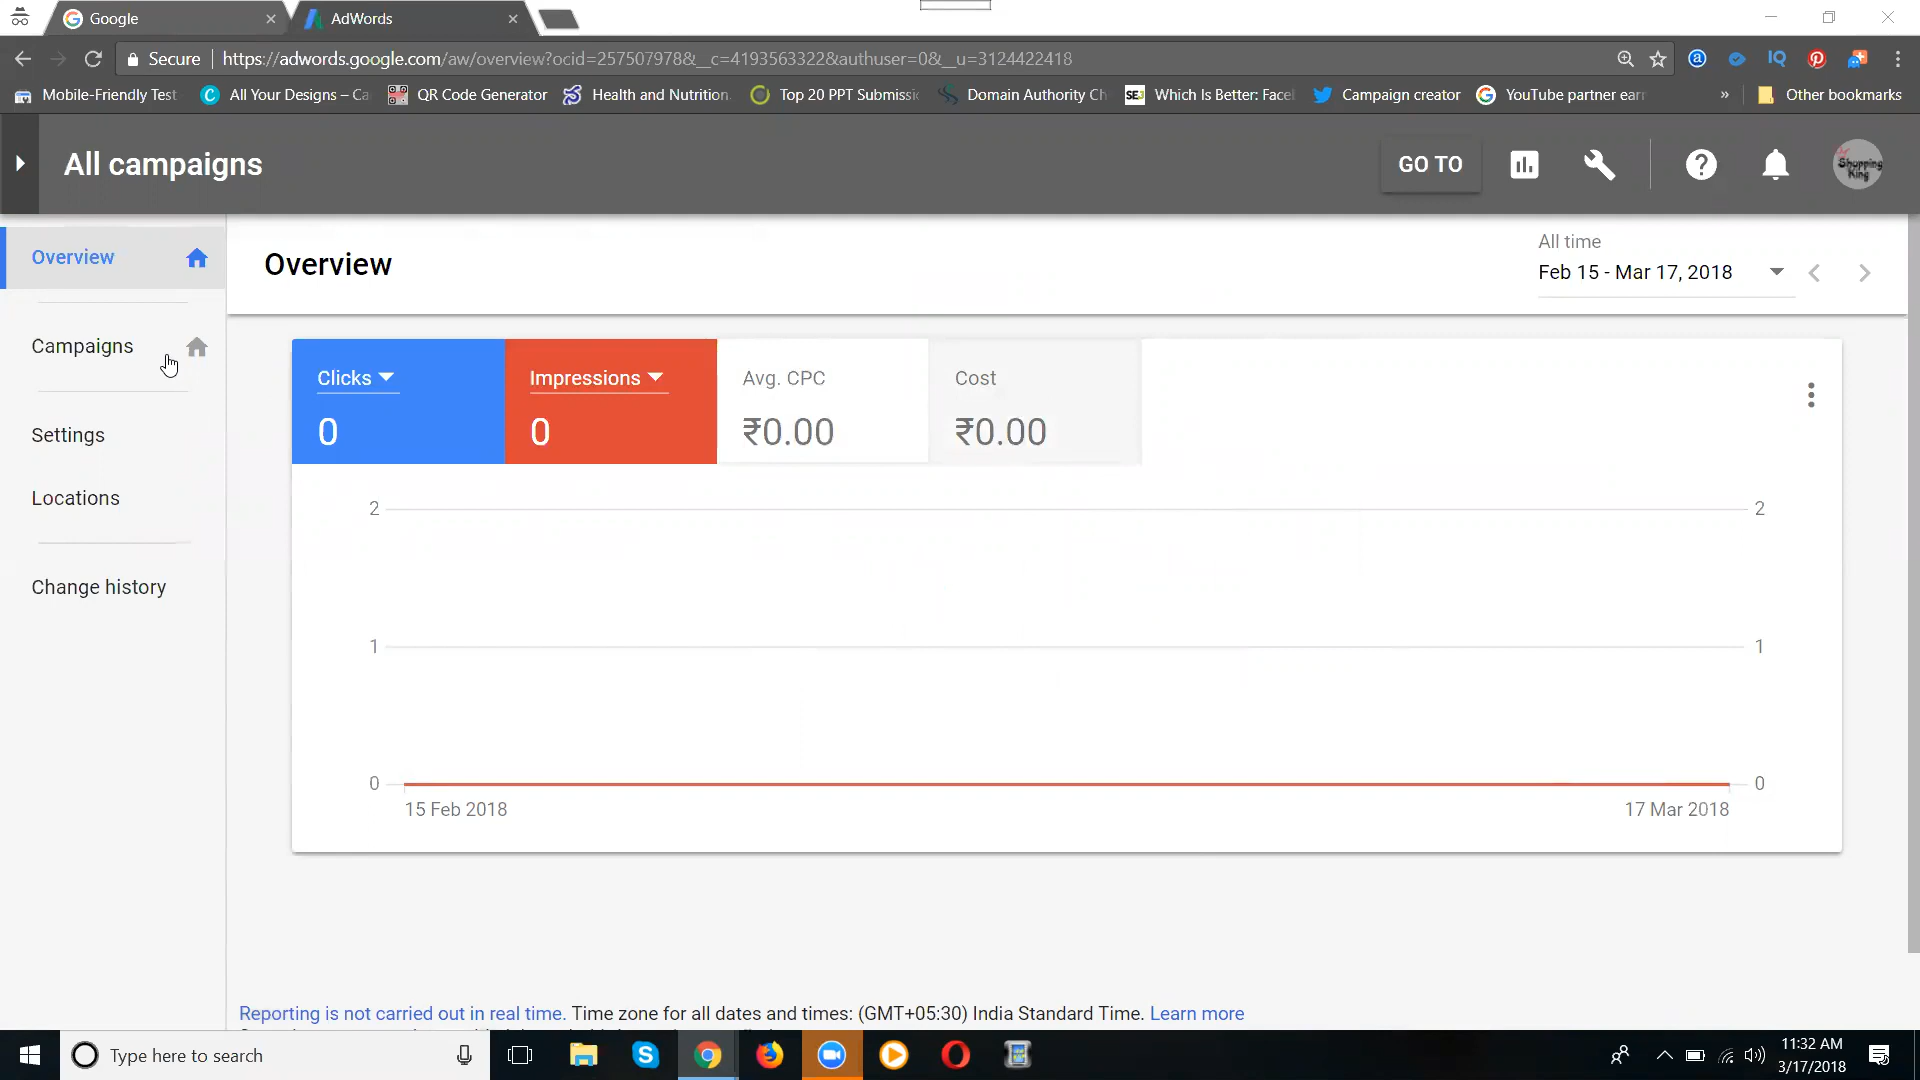 Google
AdWords
Secure
https://adwords.google.com/aw/overview?ocid=257507978&__c=4193563322&authuser=0&__u=3124422418
Mobile-Friendly Test
All Your Designs – Ca
QR Code Generator
Health and Nutrition
Top 20 PPT Submissi
Domain Authority Ch
SE3 Which Is Better: Face
Campaign creator
YouTube partner earn
» Other bookmarks
All campaigns
GO TO
Shopping King
Overview
Campaigns
Settings
Locations
Change history
Overview
All time
Feb 15 - Mar 17, 2018
Clicks
0
Impressions
0
Avg. CPC
₹0.00
Cost
₹0.00
2 2
1 1
0 0
15 Feb 2018 17 Mar 2018
Reporting is not carried out in real time. Time zone for all dates and times: (GMT+05:30) India Standard Time. Learn more
Type here to search
11:32 AM
3/17/2018